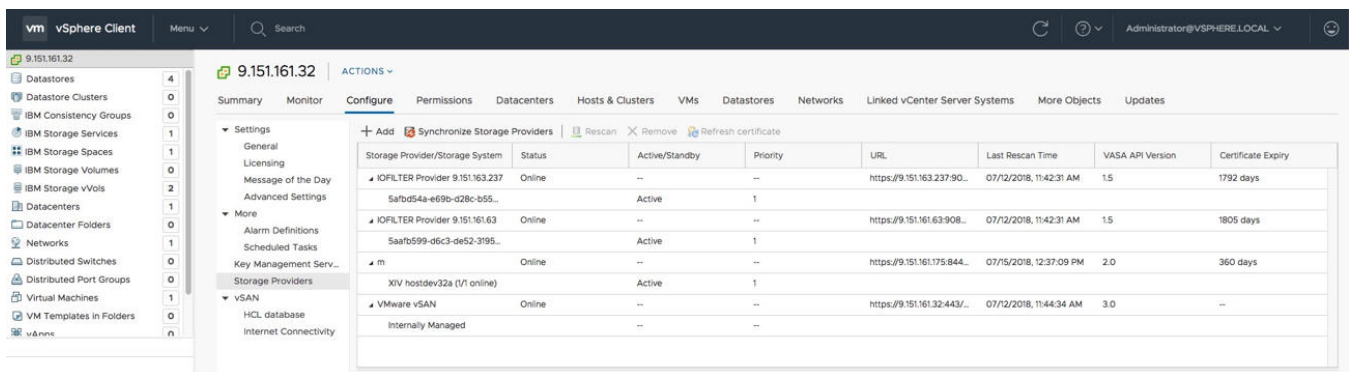 vm vSphere Client Menu Search Administrator@VSPHERE.LOCAL
9.151.161.32
Datastores 4
Datastore Clusters 0
IBM Consistency Groups 0
IBM Storage Services 1
IBM Storage Spaces 1
IBM Storage Volumes 0
IBM Storage vVols 2
Datacenters 1
Datacenter Folders 0
Networks 1
Distributed Switches 0
Distributed Port Groups 0
Virtual Machines 1
VM Templates in Folders 0
vApps 0
9.151.161.32 ACTIONS
Summary Monitor Configure Permissions Datacenters Hosts & Clusters VMs Datastores Networks Linked vCenter Server Systems More Objects Updates
Settings
General
Licensing
Message of the Day
Advanced Settings
More
Alarm Definitions
Scheduled Tasks
Key Management Serv...
Storage Providers
vSAN
HCL database
Internet Connectivity
+ Add Synchronize Storage Providers Rescan Remove Refresh certificate
Storage Provider/Storage System Status Active/Standby Priority URL Last Rescan Time VASA API Version Certificate Expiry
IOFILTER Provider 9.151.163.237 Online -- -- https://9.151.163.237:90... 07/12/2018, 11:42:31 AM 1.5 1792 days
5afbd54a-e69b-d28c-b55... Active 1
IOFILTER Provider 9.151.161.63 Online -- -- https://9.151.161.63:908... 07/12/2018, 11:42:31 AM 1.5 1805 days
5aafb599-d6c3-de52-3195... Active 1
m Online -- -- https://9.151.161.175:844... 07/15/2018, 12:37:09 PM 2.0 360 days
XIV hostdev32a (1/1 online) Active 1
VMware vSAN Online -- -- https://9.151.161.32:443/... 07/12/2018, 11:44:34 AM 3.0 --
Internally Managed -- --